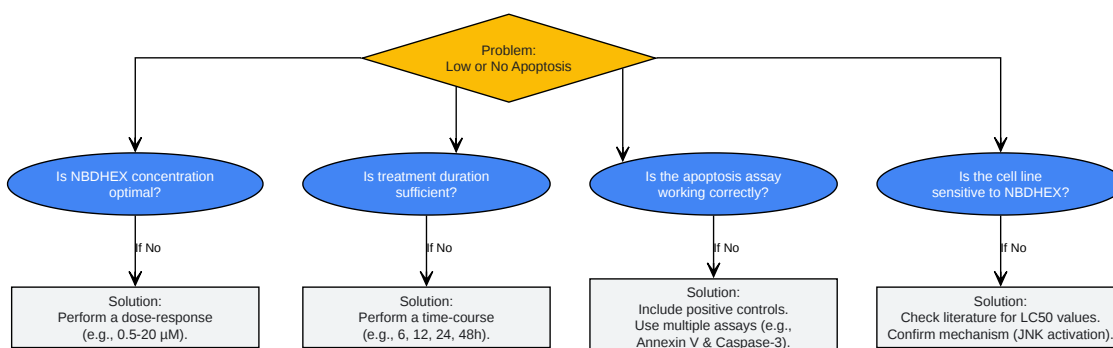 Problem:
Low or No Apoptosis
Is NBDHEX concentration
optimal?
Is treatment duration
sufficient?
Is the apoptosis assay
working correctly?
Is the cell line
sensitive to NBDHEX?
If No
If No
If No
If No
Solution:
Perform a dose-response
(e.g., 0.5-20 µM).
Solution:
Perform a time-course
(e.g., 6, 12, 24, 48h).
Solution:
Include positive controls.
Use multiple assays (e.g.,
Annexin V & Caspase-3).
Solution:
Check literature for LC50 values.
Confirm mechanism (JNK activation).